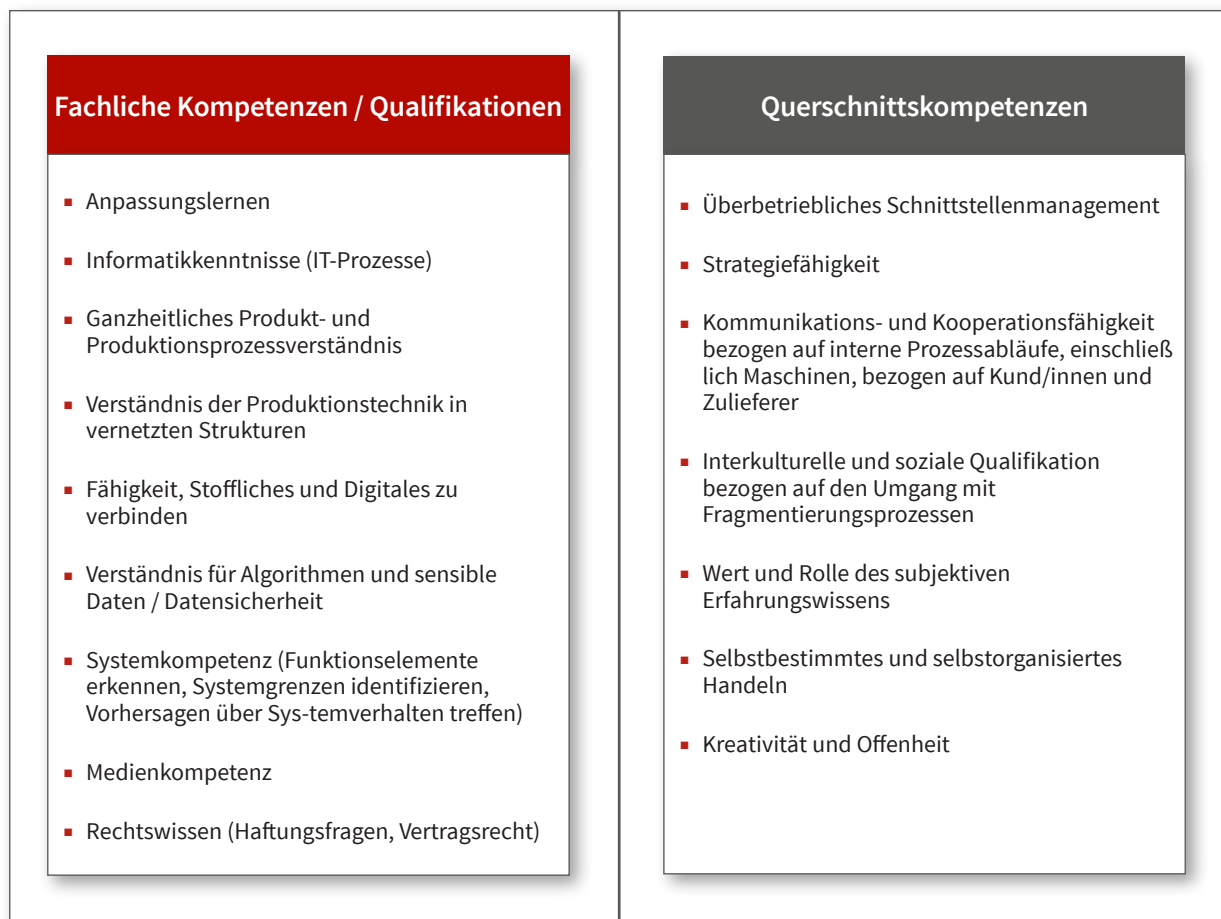 Fachliche Kompetenzen / Qualifikationen
▪ Anpassungslernen
▪ Informatikkenntnisse (IT-Prozesse)
▪ Ganzheitliches Produkt- und
Produktionsprozessverständnis
▪ Verständnis der Produktionstechnik in
vernetzten Strukturen
▪ Fähigkeit, Stoffliches und Digitales zu
verbinden
▪ Verständnis für Algorithmen und sensible
Daten / Datensicherheit
▪ Systemkompetenz (Funktionselemente
erkennen, Systemgrenzen identifizieren,
Vorhersagen über Sys-temverhalten treffen)
▪ Medienkompetenz
▪ Rechtswissen (Haftungsfragen, Vertragsrecht)
Querschnittskompetenzen
▪ Überbetriebliches Schnittstellenmanagement
▪ Strategiefähigkeit
▪ Kommunikations- und Kooperationsfähigkeit
bezogen auf interne Prozessabläufe, einschließ
lich Maschinen, bezogen auf Kund/innen und
Zulieferer
▪ Interkulturelle und soziale Qualifikation
bezogen auf den Umgang mit
Fragmentierungsprozessen
▪ Wert und Rolle des subjektiven
Erfahrungswissens
▪ Selbstbestimmtes und selbstorganisiertes
Handeln
▪ Kreativität und Offenheit